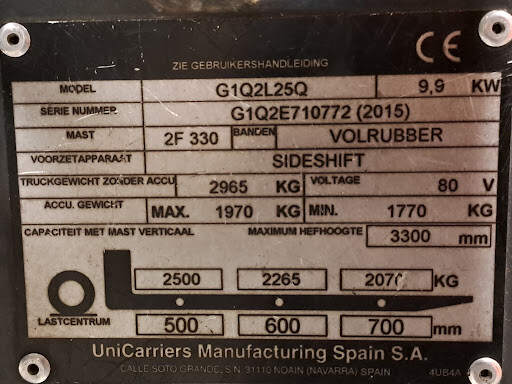 ZIE GEBRUIKERSHANDLEIDING
CE
MODEL G1Q2L25Q 9,9 KW
SERIE NUMMER G1Q2E710772 (2015)
MAST 2F 330 BANDEN VOLRUBBER
VOORZETAPPARAAT SIDESHIFT
TRUCKGEWICHT ZONDER ACCU 2965 KG VOLTAGE 80 V
ACCU. GEWICHT MAX. 1970 KG MIN. 1770 KG
CAPACITEIT MET MAST VERTICAAL MAXIMUM HEFHOOGTE 3300 mm
2500 2265 2070 KG
LASTCENTRUM 500 600 700 mm
UniCarriers Manufacturing Spain S.A.
CALLE SOTO GRANDE, S/N 31110 NOAIN (NAVARRA) SPAIN 4UB4A